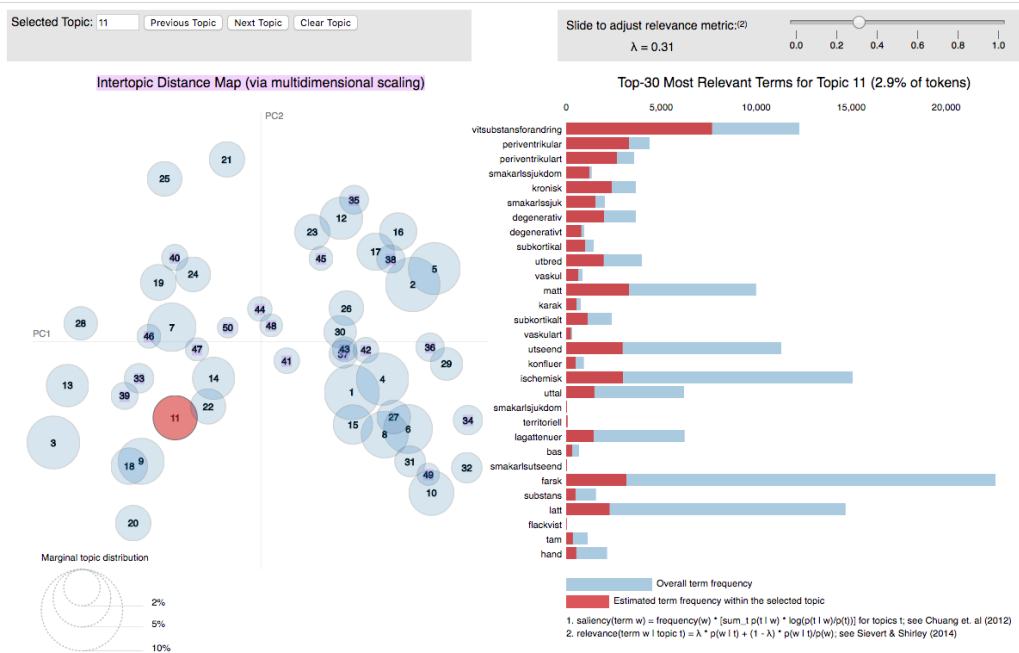 Selected Topic: 11 Previous Topic Next Topic Clear Topic
Slide to adjust relevance metric:(2)
λ = 0.31
0.0 0.2 0.4 0.6 0.8 1.0
Intertopic Distance Map (via multidimensional scaling)
PC2
PC1
21
25
35
12
23
16
17
38
45
40
24
19
5
2
44
26
28
7
50
48
30
46
47
43
37
42
36
41
29
33
14
4
13
39
1
22
11
27
34
15
8
6
3
9
18
31
49
32
10
20
Marginal topic distribution
2%
5%
10%
Top-30 Most Relevant Terms for Topic 11 (2.9% of tokens)
0 5,000 10,000 15,000 20,000
vitsubstansforandring
periventrikular
periventrikulart
smakarlssjukdom
kronisk
smakarlssjuk
degenerativ
degenerativt
subkortikal
utbred
vaskul
matt
karak
subkortikalt
vaskulart
utseend
konfluer
ischemisk
uttal
smakarlsjukdom
territoriell
lagattenuer
bas
smakarlsutseend
farsk
substans
latt
flackvist
tam
hand
Overall term frequency
Estimated term frequency within the selected topic
1. saliency(term w) = frequency(w) * [sum_t p(t | w) * log(p(t | w)/p(t))] for topics t; see Chuang et. al (2012)
2. relevance(term w | topic t) = λ * p(w | t) + (1 - λ) * p(w | t)/p(w); see Sievert & Shirley (2014)